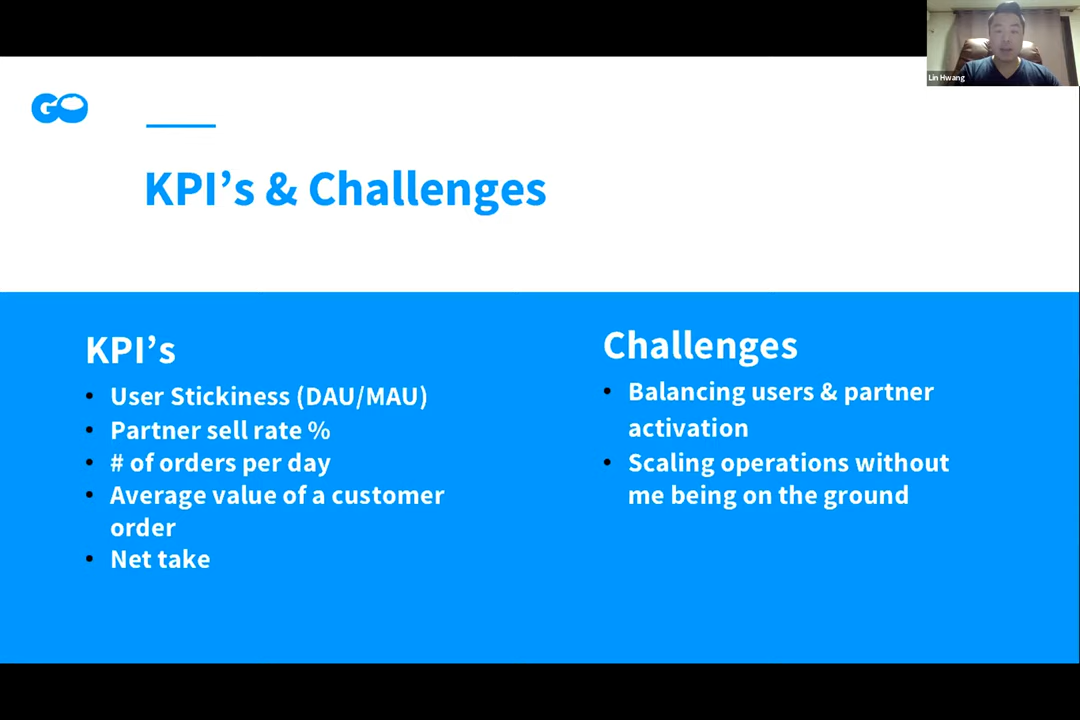 Lin Hwang
GO
KPI’s & Challenges
KPI’s
• User Stickiness (DAU/MAU)
• Partner sell rate %
• # of orders per day
• Average value of a customer
order
• Net take
Challenges
• Balancing users & partner
activation
• Scaling operations without
me being on the ground